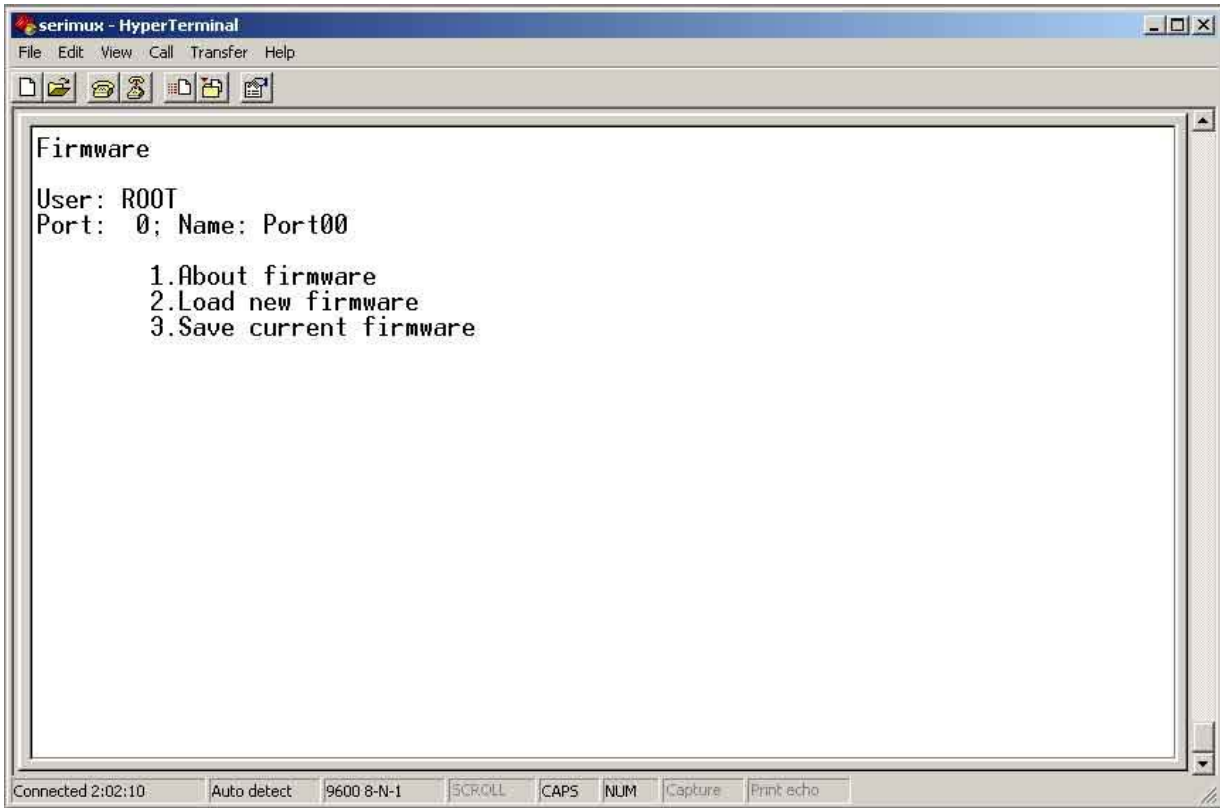 serimux - HyperTerminal
File Edit View Call Transfer Help
Firmware
User: ROOT
Port:  0; Name: Port00
1.About firmware
2.Load new firmware
3.Save current firmware
Connected 2:02:10 Auto detect 9600 8-N-1 SCROLL CAPS NUM Capture Print echo